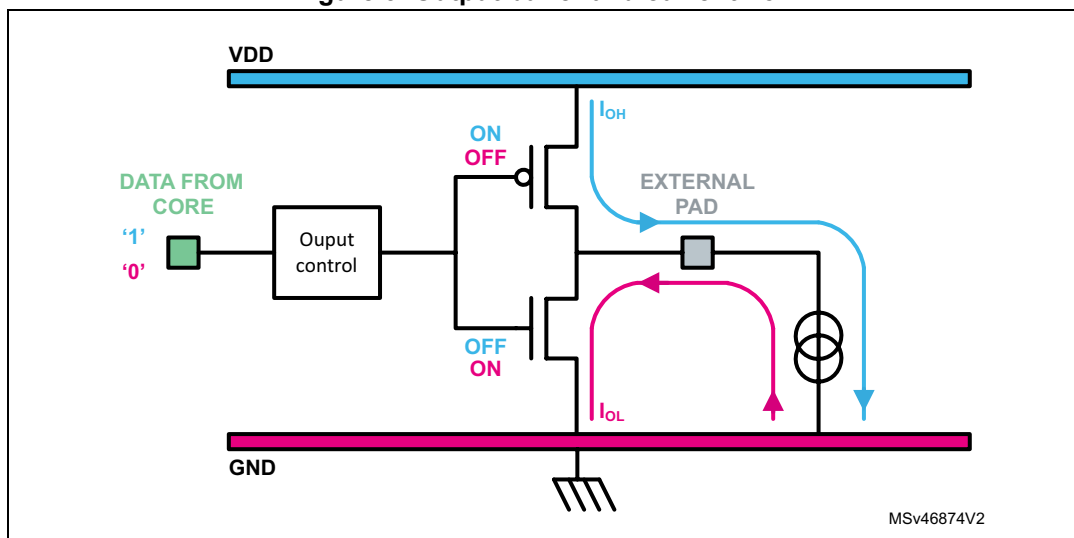 VDD
IOH
ON
OFF
DATA FROM
CORE
EXTERNAL
PAD
‘1’
‘0’
Ouput
control
OFF
ON
IOL
GND
MSv46874V2